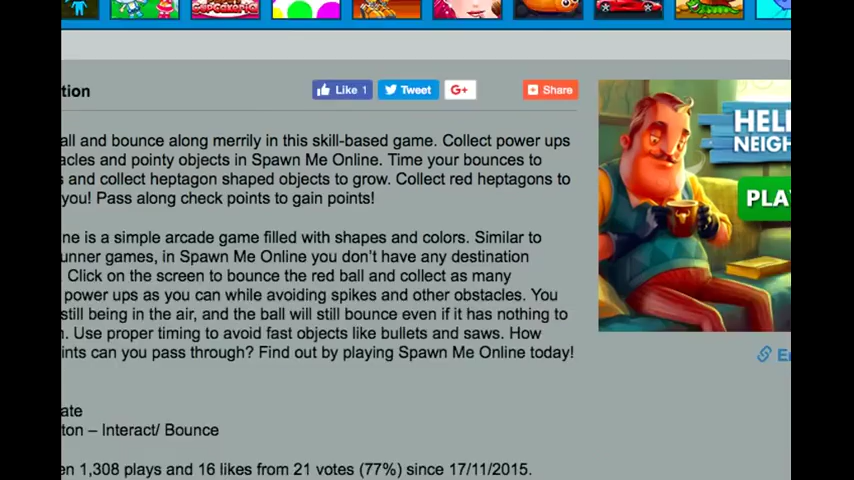 CUPCAKERIA
tion
Like 1
Tweet
G+
Share
all and bounce along merrily in this skill-based game. Collect power ups
acles and pointy objects in Spawn Me Online. Time your bounces to
s and collect heptagon shaped objects to grow. Collect red heptagons to
you! Pass along check points to gain points!
ne is a simple arcade game filled with shapes and colors. Similar to
unner games, in Spawn Me Online you don't have any destination
. Click on the screen to bounce the red ball and collect as many
power ups as you can while avoiding spikes and other obstacles. You
still being in the air, and the ball will still bounce even if it has nothing to
n. Use proper timing to avoid fast objects like bullets and saws. How
ints can you pass through? Find out by playing Spawn Me Online today!
HELL
NEIGH
PLA
ate
ton – Interact/ Bounce
en 1,308 plays and 16 likes from 21 votes (77%) since 17/11/2015.